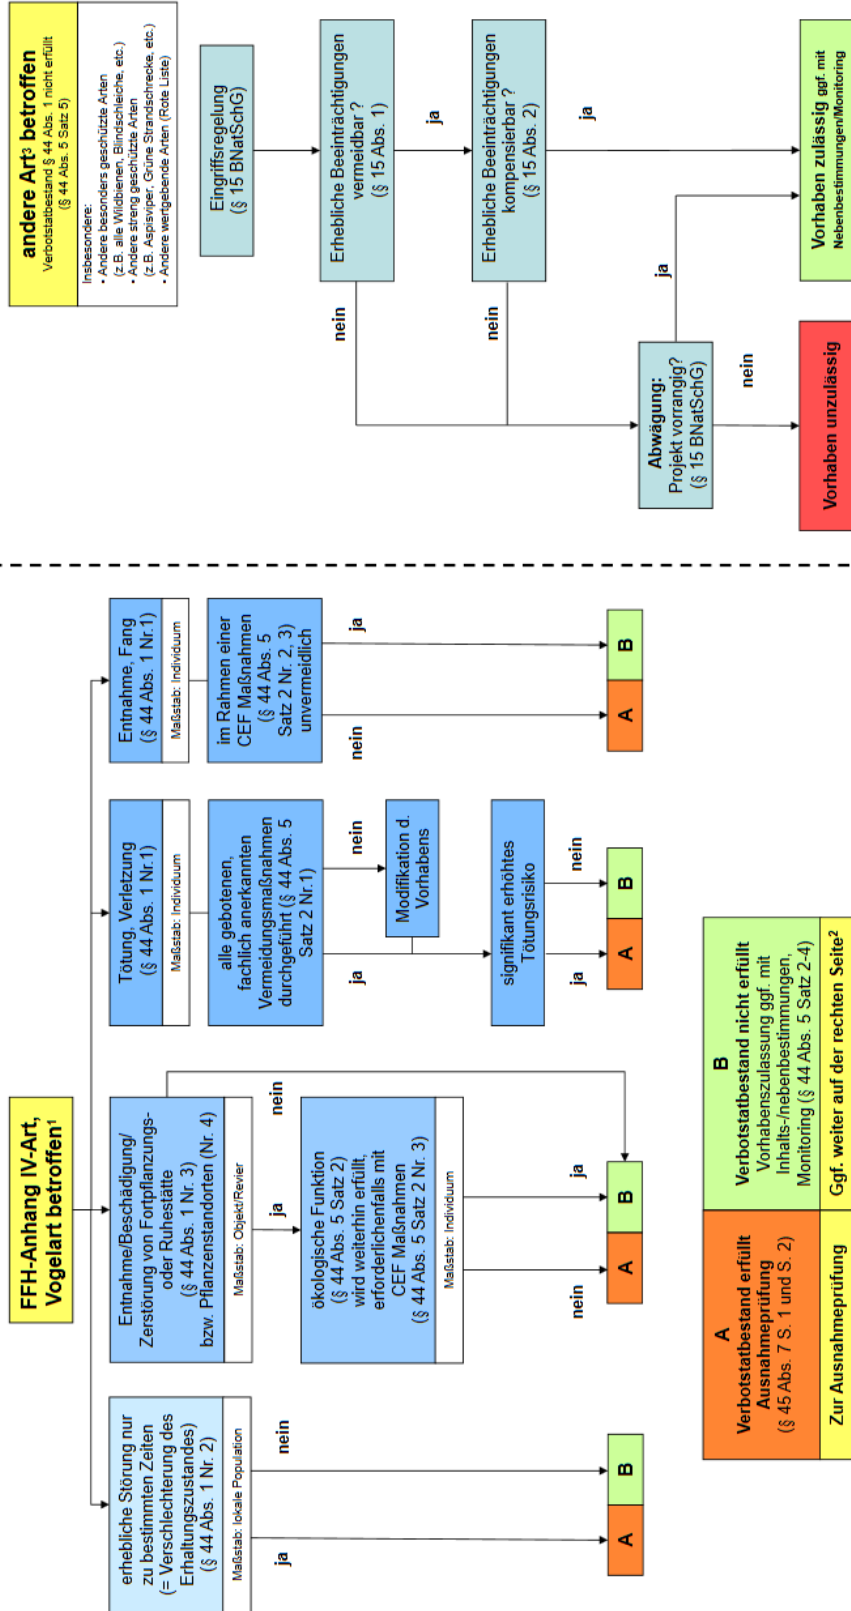 FFH-Anhang IV-Art,
Vogelart betroffen¹
erhebliche Störung nur
zu bestimmten Zeiten
(= Verschlechterung des
Erhaltungszustandes)
(§ 44 Abs. 1 Nr. 2)
Maßstab: lokale Population
ja
nein
A
B
Entnahme/Beschädigung/
Zerstörung von Fortpflanzungs-
oder Ruhestätte
(§ 44 Abs. 1 Nr. 3)
bzw. Pflanzenstandorten (Nr. 4)
Maßstab: Objekt/Revier
ja
nein
ökologische Funktion
(§ 44 Abs. 5 Satz 2)
wird weiterhin erfüllt,
erforderlichenfalls mit
CEF Maßnahmen
(§ 44 Abs. 5 Satz 2 Nr. 3)
Maßstab: Individuum
nein
ja
A
B
Tötung, Verletzung
(§ 44 Abs. 1 Nr.1)
Maßstab: Individuum
alle gebotenen,
fachlich anerkannten
Vermeidungsmaßnahmen
durchgeführt (§ 44 Abs. 5
Satz 2 Nr.1)
ja
nein
Modifikation d.
Vorhabens
signifikant erhöhtes
Tötungsrisiko
ja
nein
A
B
Entnahme, Fang
(§ 44 Abs. 1 Nr.1)
Maßstab: Individuum
im Rahmen einer
CEF Maßnahmen
(§ 44 Abs. 5
Satz 2 Nr. 2, 3)
unvermeidlich
nein
ja
A
B
A
Verbotstatbestand erfüllt
Ausnahmeprüfung
(§ 45 Abs. 7 S. 1 und S. 2)
Zur Ausnahmeprüfung
B
Verbotstatbestand nicht erfüllt
Vorhabenszulassung ggf. mit
Inhalts-/nebenbestimmungen,
Monitoring (§ 44 Abs. 5 Satz 2-4)
Ggf. weiter auf der rechten Seite²
andere Art³ betroffen
Verbotstatbestand § 44 Abs. 1 nicht erfüllt
(§ 44 Abs. 5 Satz 5)
Insbesondere:
• Andere besonders geschützte Arten
(z.B. alle Wildbienen, Blindschleiche, etc.)
• Andere streng geschützte Arten
(z.B. Aspisviper, Grüne Strandschrecke, etc.)
• Andere wertgebende Arten (Rote Liste)
Eingriffsregelung
(§ 15 BNatSchG)
Erhebliche Beeinträchtigungen
vermeidbar ?
(§ 15 Abs. 1)
nein
ja
Erhebliche Beeinträchtigungen
kompensierbar ?
(§ 15 Abs. 2)
nein
ja
Abwägung:
Projekt vorrangig?
(§ 15 BNatSchG)
nein
ja
Vorhaben unzulässig
Vorhaben zulässig ggf. mit
Nebenbestimmungen/Monitoring